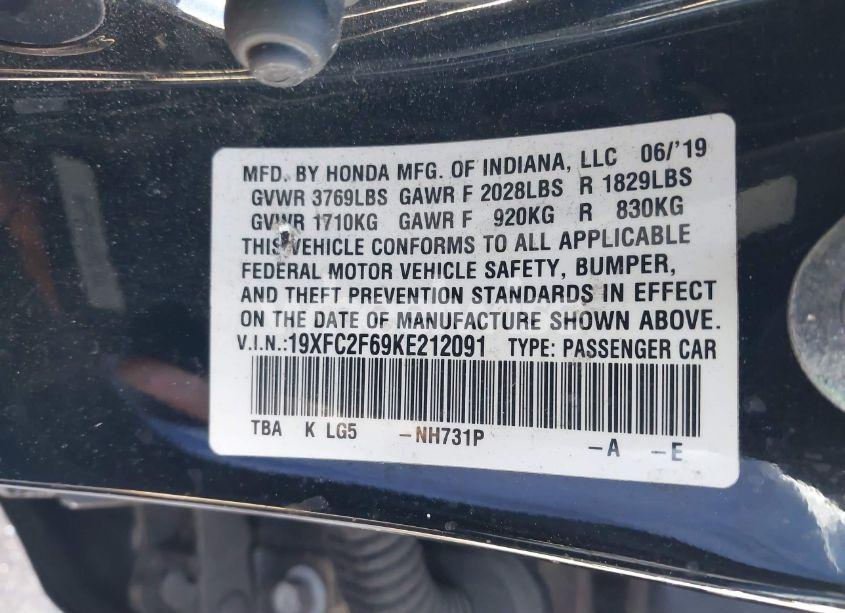 MFD. BY HONDA MFG. OF INDIANA, LLC 06/'19
GVWR 3769LBS GAWR F 2028LBS R 1829LBS
GVWR 1710KG GAWR F 920KG R 830KG
THIS VEHICLE CONFORMS TO ALL APPLICABLE
FEDERAL MOTOR VEHICLE SAFETY, BUMPER,
AND THEFT PREVENTION STANDARDS IN EFFECT
ON THE DATE OF MANUFACTURE SHOWN ABOVE.
V.I.N.:19XFC2F69KE212091 TYPE: PASSENGER CAR
TBA K LG5 -NH731P -A -E